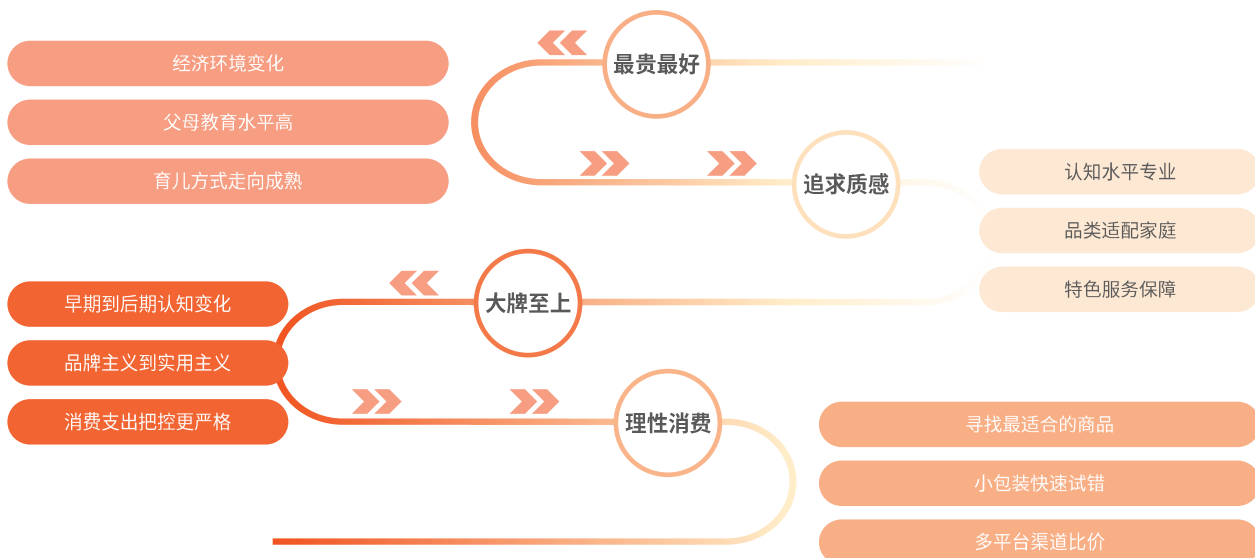 最贵最好
经济环境变化
父母教育水平高
育儿方式走向成熟
追求质感
认知水平专业
品类适配家庭
特色服务保障
大牌至上
早期到后期认知变化
品牌主义到实用主义
消费支出把控更严格
理性消费
寻找最适合的商品
小包装快速试错
多平台渠道比价